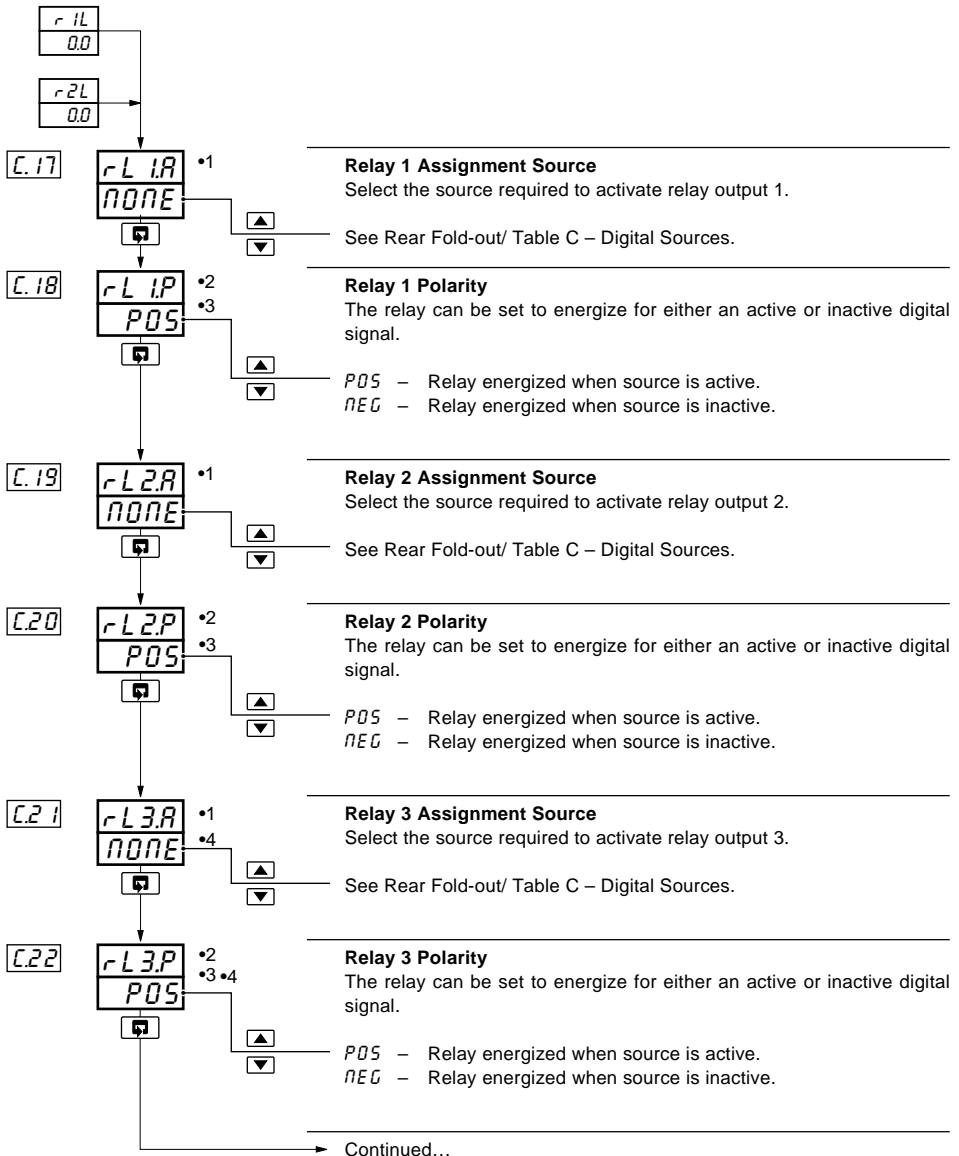 r1L
0.0
r2L
0.0
C.17
rL1.A
•1
NONE
Relay 1 Assignment Source
Select the source required to activate relay output 1.
See Rear Fold-out/ Table C – Digital Sources.
C.18
rL1.P
•2
POS
•3
Relay 1 Polarity
The relay can be set to energize for either an active or inactive digital
signal.
POS – Relay energized when source is active.
NEG – Relay energized when source is inactive.
C.19
rL2.A
•1
NONE
Relay 2 Assignment Source
Select the source required to activate relay output 2.
See Rear Fold-out/ Table C – Digital Sources.
C.20
rL2.P
•2
POS
•3
Relay 2 Polarity
The relay can be set to energize for either an active or inactive digital
signal.
POS – Relay energized when source is active.
NEG – Relay energized when source is inactive.
C.21
rL3.A
•1
NONE
•4
Relay 3 Assignment Source
Select the source required to activate relay output 3.
See Rear Fold-out/ Table C – Digital Sources.
C.22
rL3.P
•2
POS
•3 •4
Relay 3 Polarity
The relay can be set to energize for either an active or inactive digital
signal.
POS – Relay energized when source is active.
NEG – Relay energized when source is inactive.
Continued…